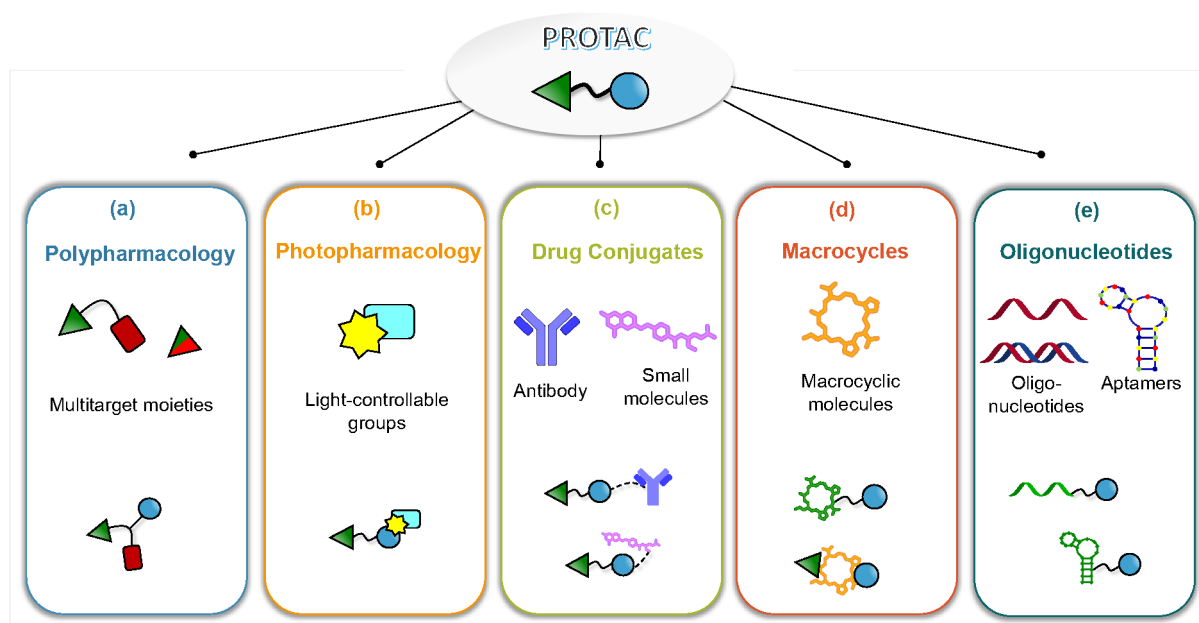 PROTAC
(a)
Polypharmacology
Multitarget moieties
(b)
Photopharmacology
Light-controllable
groups
(c)
Drug Conjugates
Antibody
Small
molecules
(d)
Macrocycles
Macrocyclic
molecules
(e)
Oligonucleotides
Oligo-
nucleotides
Aptamers